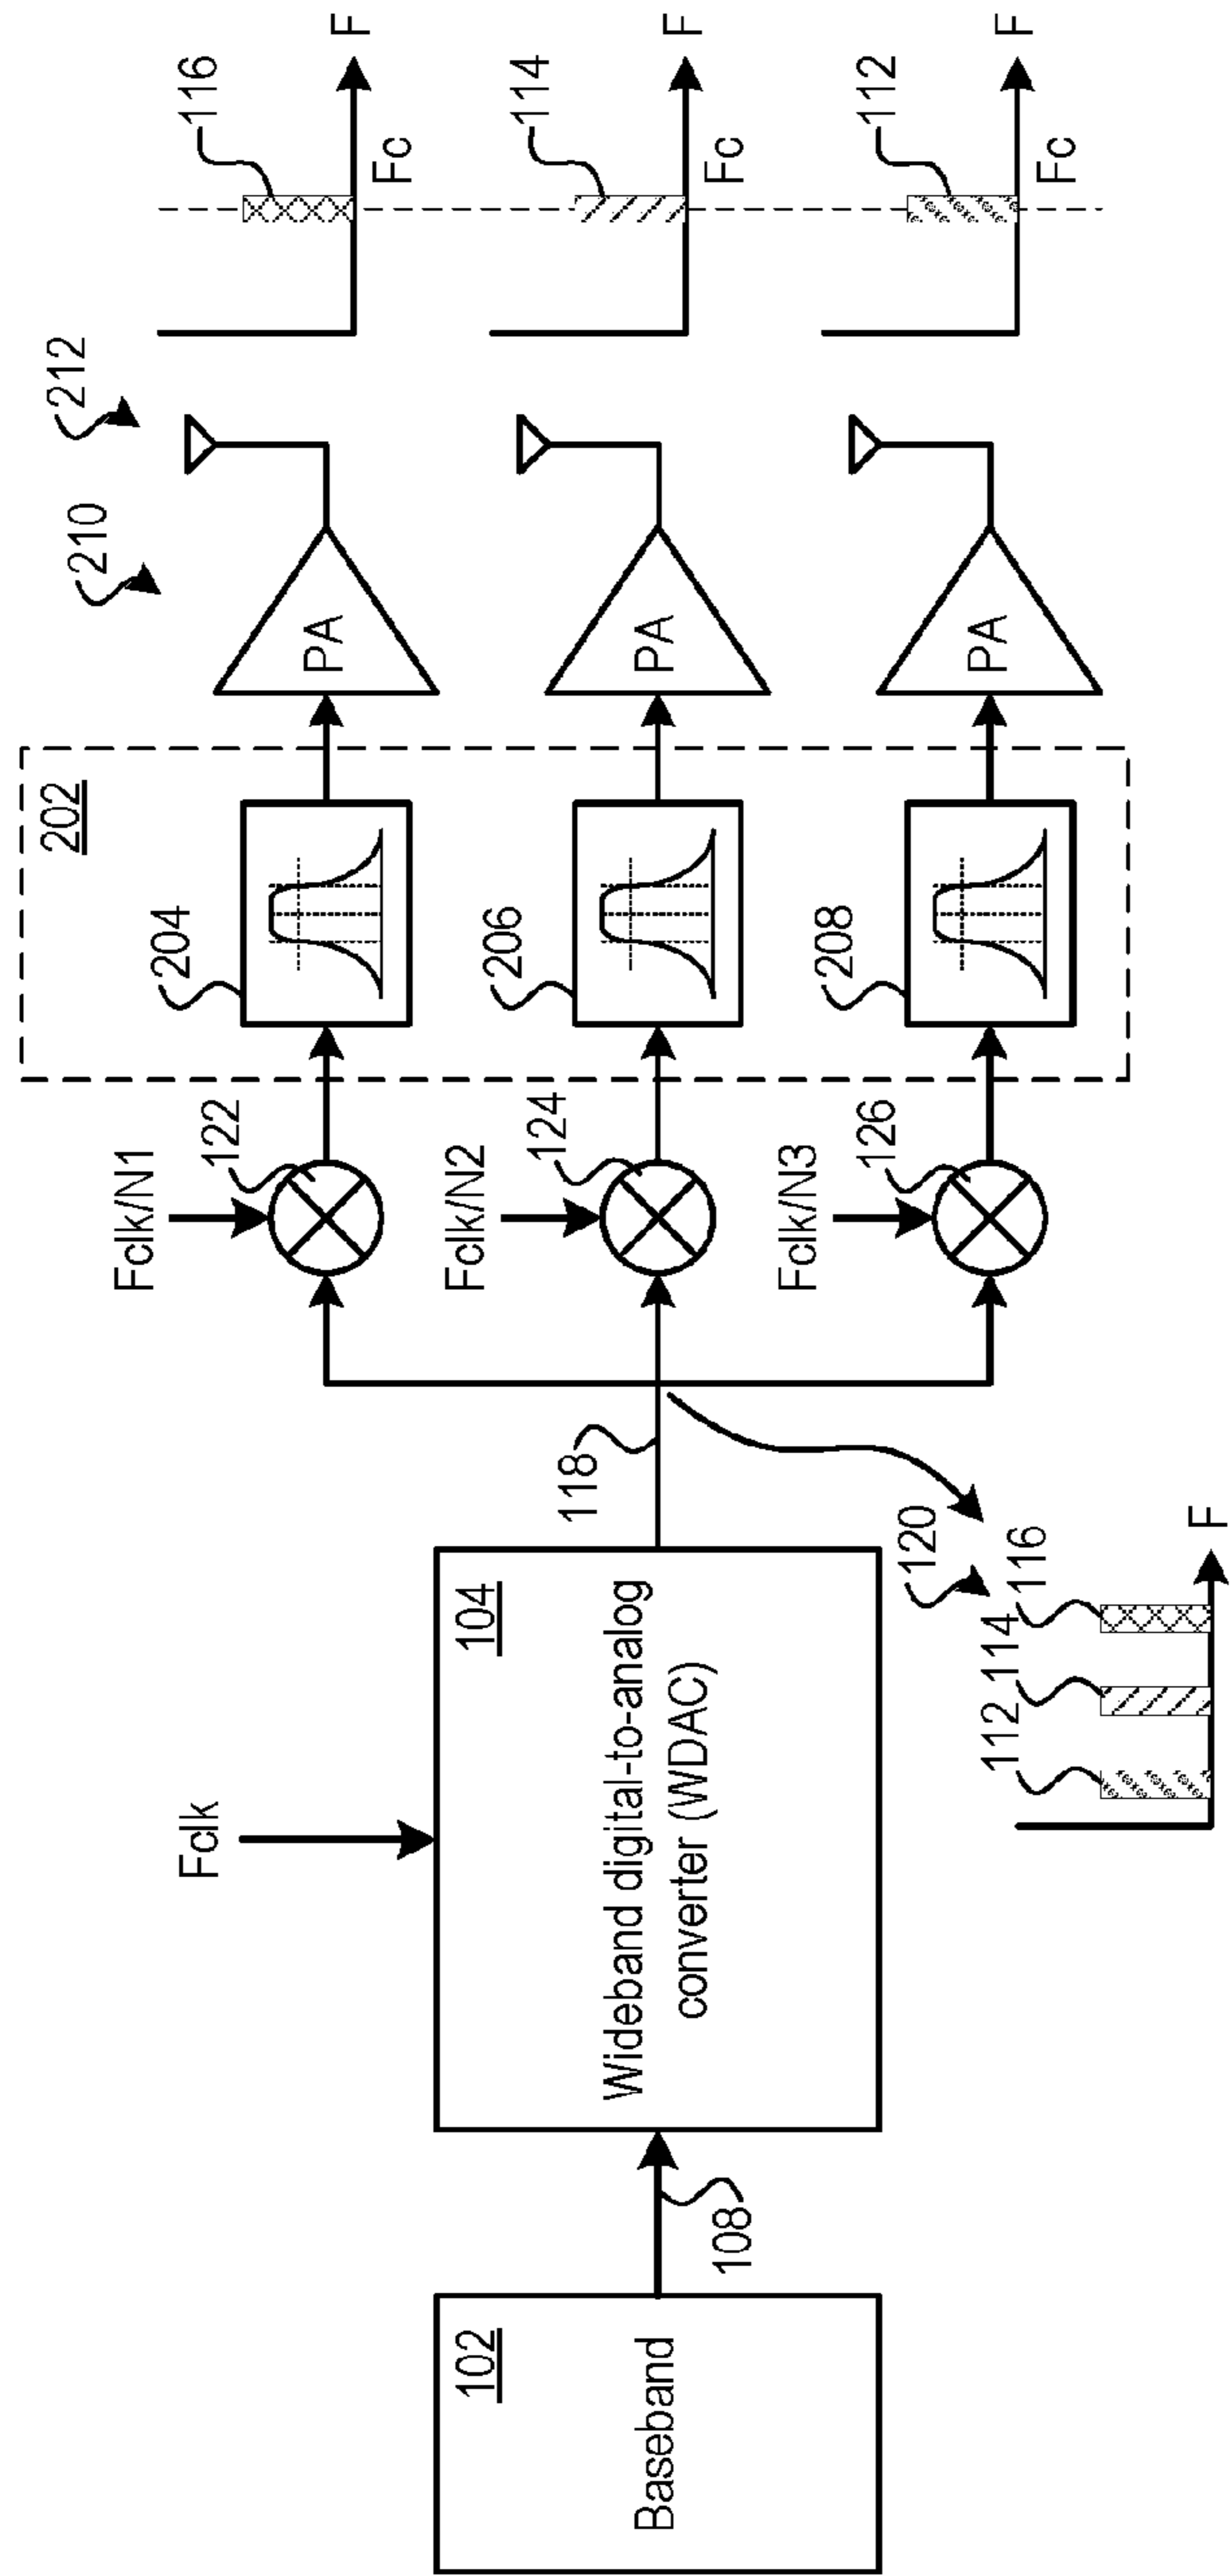 102
Baseband
108
Fclk
104
Wideband digital-to-analog
converter (WDAC)
118
120
112
114
116
F
Fclk/N1
122
Fclk/N2
124
Fclk/N3
126
202
204
206
208
210
212
PA
PA
PA
116
Fc
F
114
Fc
F
112
Fc
F